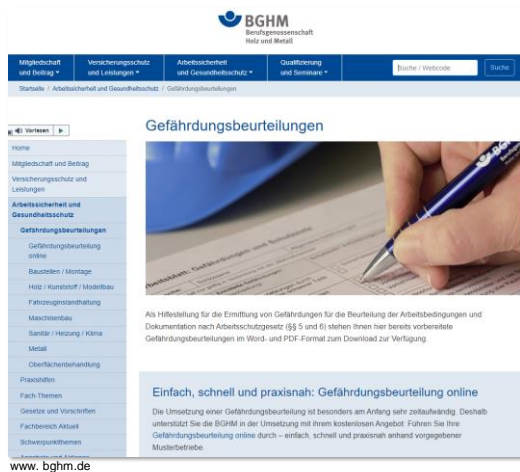 BGHM
Berufsgenossenschaft
Holz und Metall
Mitgliedschaft
und Beitrag
Versicherungsschutz
und Leistungen
Arbeitssicherheit
und Gesundheitsschutz
Qualifizierung
und Seminare
Suche / Webcode
Suche
Startseite / Arbeitssicherheit und Gesundheitsschutz / Gefährdungsbeurteilungen
Vorlesen
Home
Mitgliedschaft und Beitrag
Versicherungsschutz und
Leistungen
Arbeitssicherheit und
Gesundheitsschutz
Gefährdungsbeurteilungen
Gefährdungsbeurteilung
online
Baustellen / Montage
Holz / Kunststoff / Modellbau
Fahrzeuginstandhaltung
Maschinenbau
Sanitär / Heizung / Klima
Metall
Oberflächenbehandlung
Praxishilfen
Fach-Themen
Gesetze und Vorschriften
Fachbereich Aktuell
Schwerpunktthemen
Angebote und Aktionen
Gefährdungsbeurteilungen
BGHM
Als Hilfestellung für die Ermittlung von Gefährdungen für die Beurteilung der Arbeitsbedingungen und
Dokumentation nach Arbeitsschutzgesetz (§§ 5 und 6) stehen Ihnen hier bereits vorbereitete
Gefährdungsbeurteilungen im Word- und PDF-Format zum Download zur Verfügung.
Einfach, schnell und praxisnah: Gefährdungsbeurteilung online
Die Umsetzung einer Gefährdungsbeurteilung ist besonders am Anfang sehr zeitaufwändig. Deshalb
unterstützt Sie die BGHM in der Umsetzung mit ihrem kostenlosen Angebot: Führen Sie Ihre
Gefährdungsbeurteilung online durch – einfach, schnell und praxisnah anhand vorgegebener
Musterbetriebe.
www. bghm.de